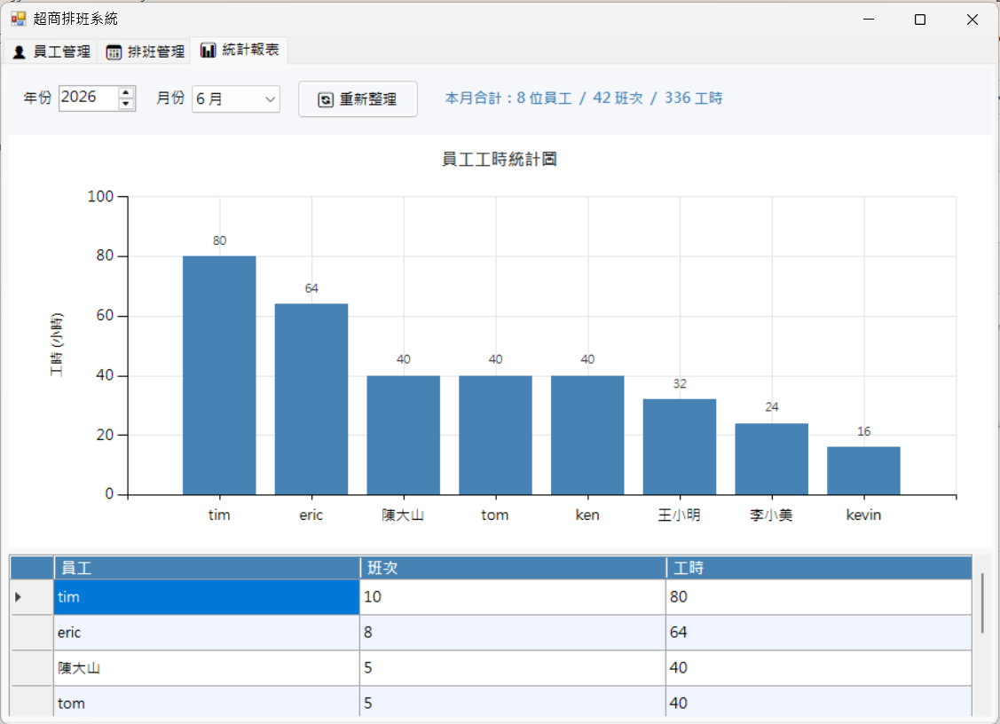 超商排班系統
員工管理 排班管理 統計報表
年份 2026 月份 6 月 重新整理 本月合計：8 位員工 / 42 班次 / 336 工時
員工工時統計圖
工時 (小時)
100
80
60
40
20
0
80 64 40 40 40 32 24 16
tim eric 陳大山 tom ken 王小明 李小美 kevin
員工 班次 工時
tim 10 80
eric 8 64
陳大山 5 40
tom 5 40